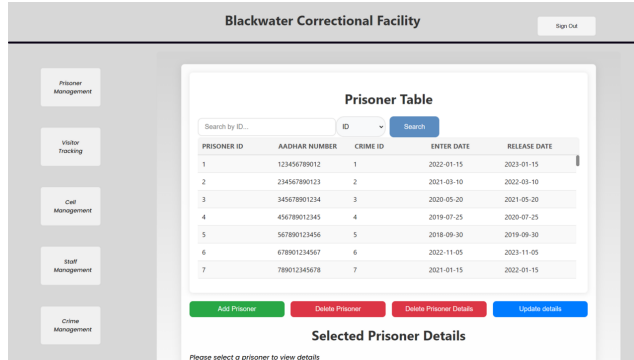 Blackwater Correctional Facility
Sign Out
Prisoner
Management
Visitor
Tracking
Cell
Management
Staff
Management
Crime
Management
Prisoner Table
Search by ID... ID Search
PRISONER ID AADHAR NUMBER CRIME ID ENTER DATE RELEASE DATE
1 123456789012 1 2022-01-15 2023-01-15
2 234567890123 2 2021-03-10 2022-03-10
3 345678901234 3 2020-05-20 2021-05-20
4 456789012345 4 2019-07-25 2020-07-25
5 567890123456 5 2018-09-30 2019-09-30
6 678901234567 6 2022-11-05 2023-11-05
7 789012345678 7 2021-01-15 2022-01-15
Add Prisoner Delete Prisoner Delete Prisoner Details Update details
Selected Prisoner Details
Please select a prisoner to view details